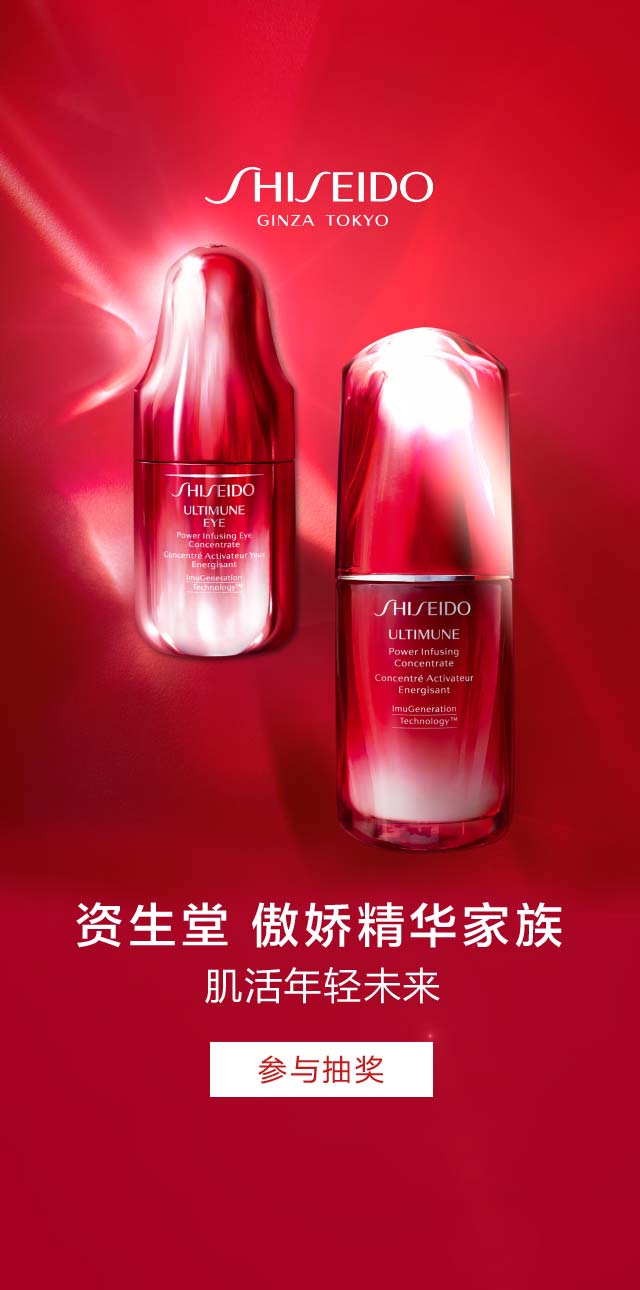 SHISEIDO
GINZA TOKYO
SHISEIDO
ULTIMUNE
EYE
Power Infusing Eye
Concentrate
Concentré Activateur Yeux
Energisant
ImuGeneration
Technology™
SHISEIDO
ULTIMUNE
Power Infusing
Concentrate
Concentré Activateur
Energisant
ImuGeneration
Technology™
资生堂 傲娇精华家族
肌活年轻未来
参与抽奖